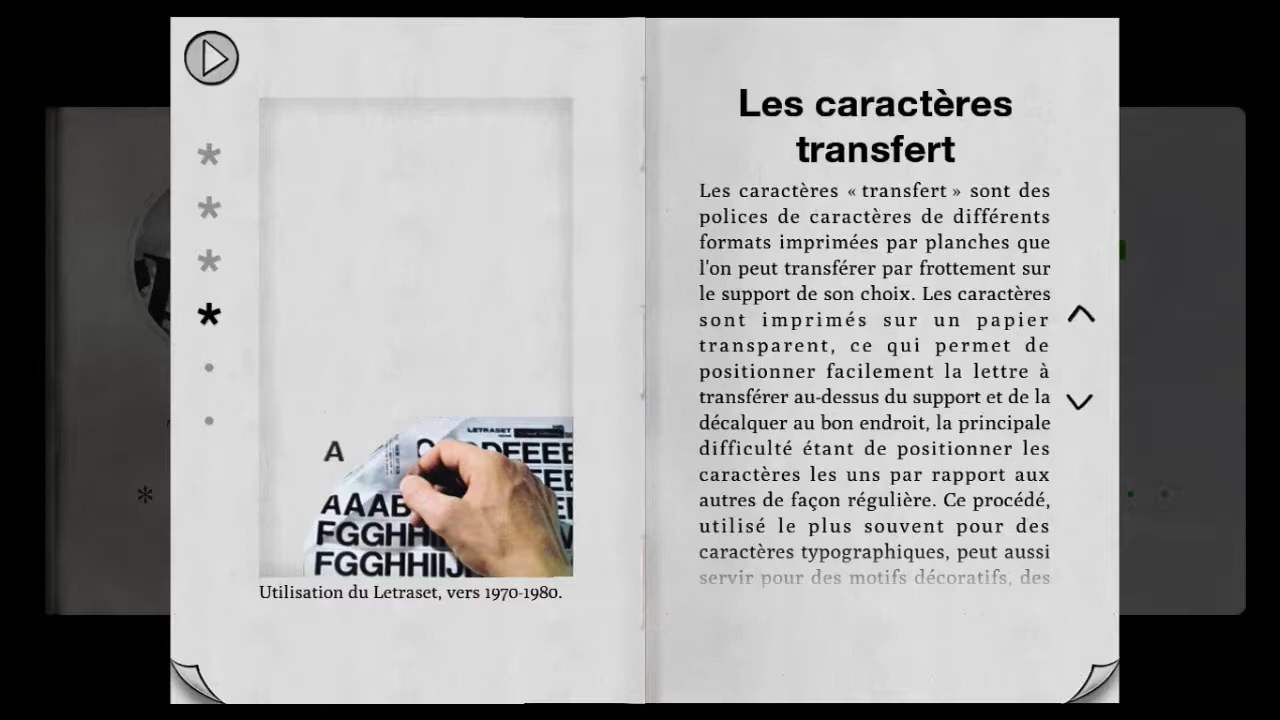 A
LETRASET
AAAB
FGGHH
FGGHHIIJ
Utilisation du Letraset, vers 1970-1980.
Les caractères
transfert
Les caractères « transfert » sont des
polices de caractères de différents
formats imprimées par planches que
l'on peut transférer par frottement sur
le support de son choix. Les caractères
sont imprimés sur un papier
transparent, ce qui permet de
positionner facilement la lettre à
transférer au-dessus du support et de la
décalquer au bon endroit, la principale
difficulté étant de positionner les
caractères les uns par rapport aux
autres de façon régulière. Ce procédé,
utilisé le plus souvent pour des
caractères typographiques, peut aussi
servir pour des motifs décoratifs, des